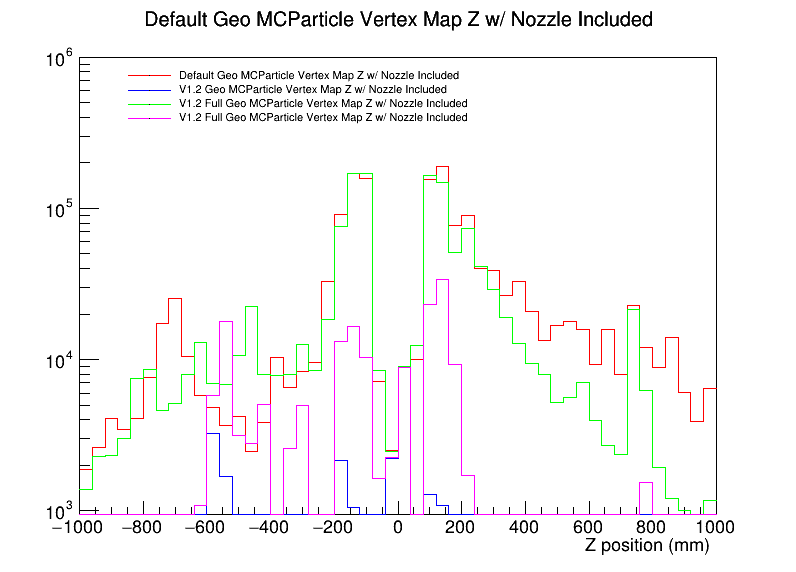 Default Geo MCParticle Vertex Map Z w/ Nozzle Included
10^6
Default Geo MCParticle Vertex Map Z w/ Nozzle Included
V1.2 Geo MCParticle Vertex Map Z w/ Nozzle Included
V1.2 Full Geo MCParticle Vertex Map Z w/ Nozzle Included
V1.2 Full Geo MCParticle Vertex Map Z w/ Nozzle Included
10^5
10^4
10^3
−1000 −800 −600 −400 −200 0 200 400 600 800 1000
Z position (mm)